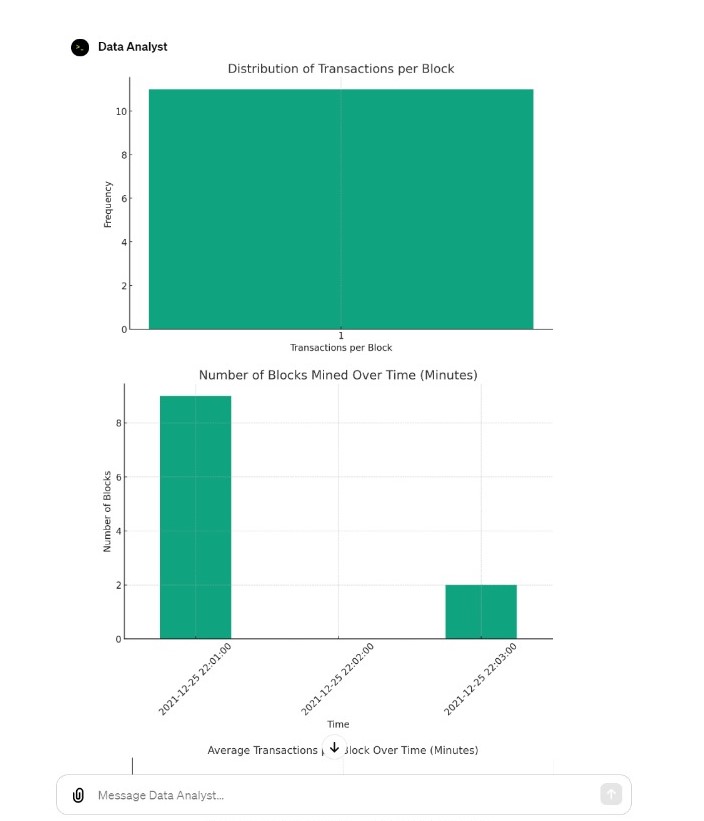 Data Analyst
Distribution of Transactions per Block
10
8
6
4
2
0
Frequency
1
Transactions per Block
Number of Blocks Mined Over Time (Minutes)
8
6
4
2
0
Number of Blocks
2021-12-25 22:01:00
2021-12-25 22:02:00
2021-12-25 22:03:00
Time
Average Transactions Block Over Time (Minutes)
Message Data Analyst...